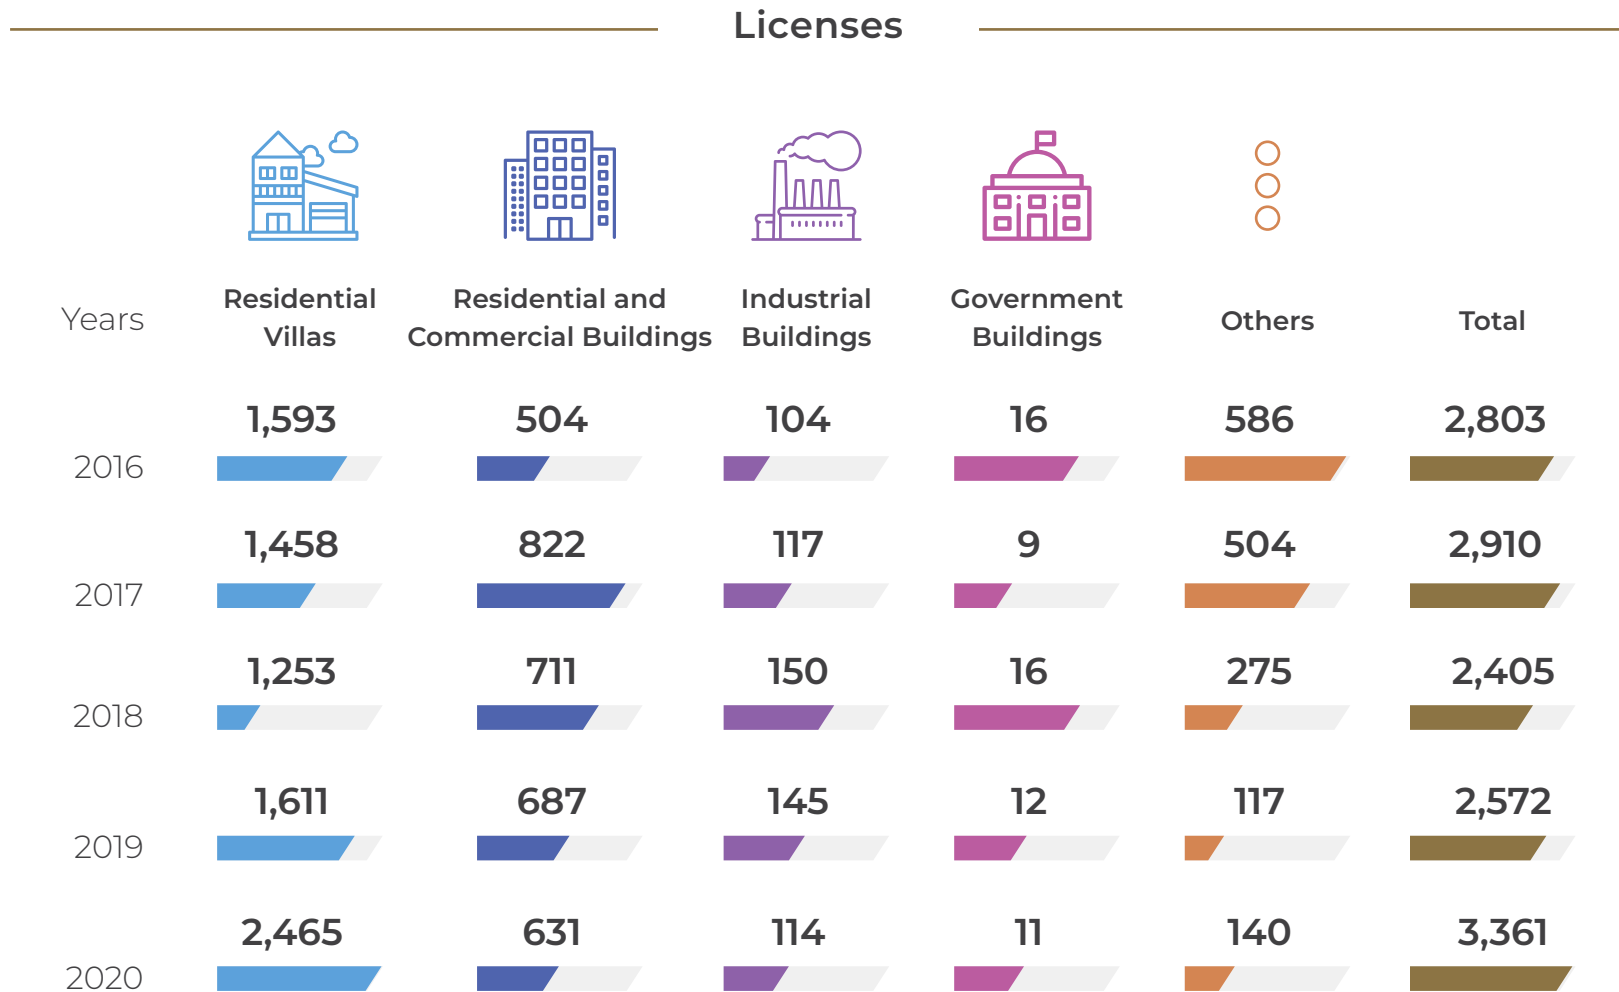 Licenses
Years
Residential
Villas
Residential and
Commercial Buildings
Industrial
Buildings
Government
Buildings
Others
Total
2016 1,593 504 104 16 586 2,803
2017 1,458 822 117 9 504 2,910
2018 1,253 711 150 16 275 2,405
2019 1,611 687 145 12 117 2,572
2020 2,465 631 114 11 140 3,361